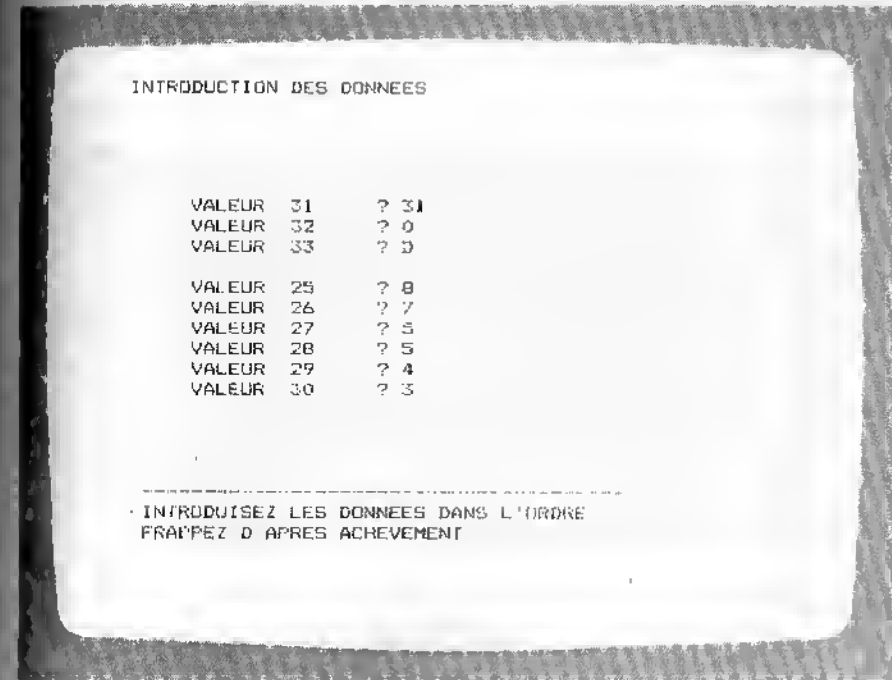 INTRODUCTION DES DONNEES
VALEUR 31 ? 31
VALEUR 32 ? 0
VALEUR 33 ? D
VALEUR 25 ? 8
VALEUR 26 ? 7
VALEUR 27 ? 5
VALEUR 28 ? 5
VALEUR 29 ? 4
VALEUR 30 ? 3
INTRODUISEZ LES DONNEES DANS L'ORDRE
FRAPPEZ D APRES ACHEVEMENT